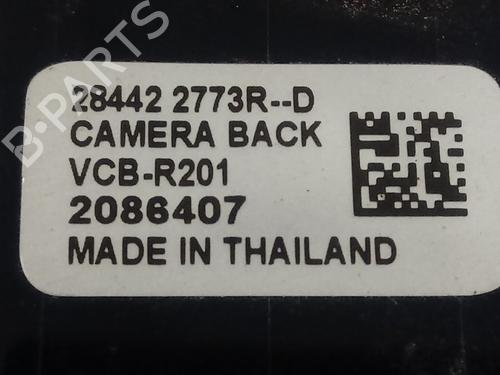 28442 2773R--D
CAMERA BACK
VCB-R201
2086407
MADE IN THAILAND
B-PARTS